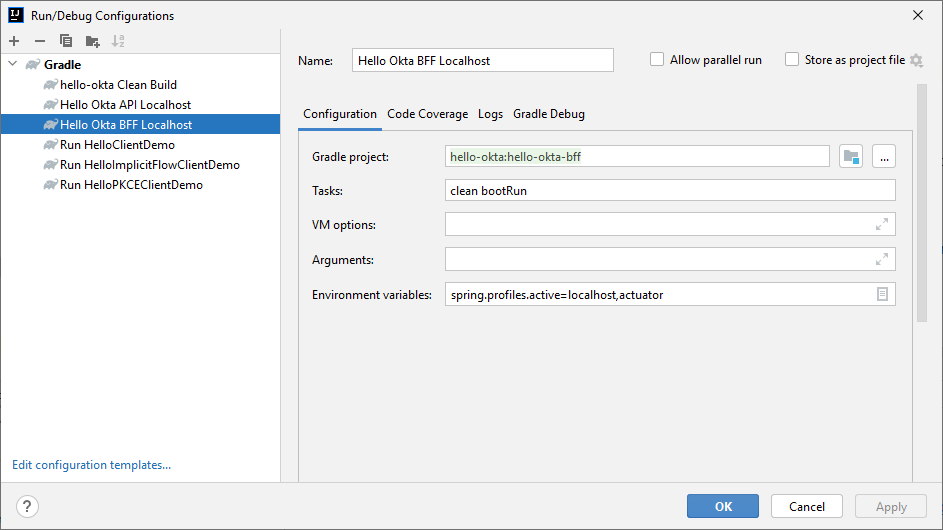 IJ Run/Debug Configurations
Gradle
hello-okta Clean Build
Hello Okta API Localhost
Hello Okta BFF Localhost
Run HelloClientDemo
Run HelloImplicitFlowClientDemo
Run HelloPKCEClientDemo
Edit configuration templates...
Name: Hello Okta BFF Localhost Allow parallel run Store as project file
Configuration Code Coverage Logs Gradle Debug
Gradle project: hello-okta:hello-okta-bff ...
Tasks: clean bootRun
VM options:
Arguments:
Environment variables: spring.profiles.active=localhost,actuator
? OK Cancel Apply